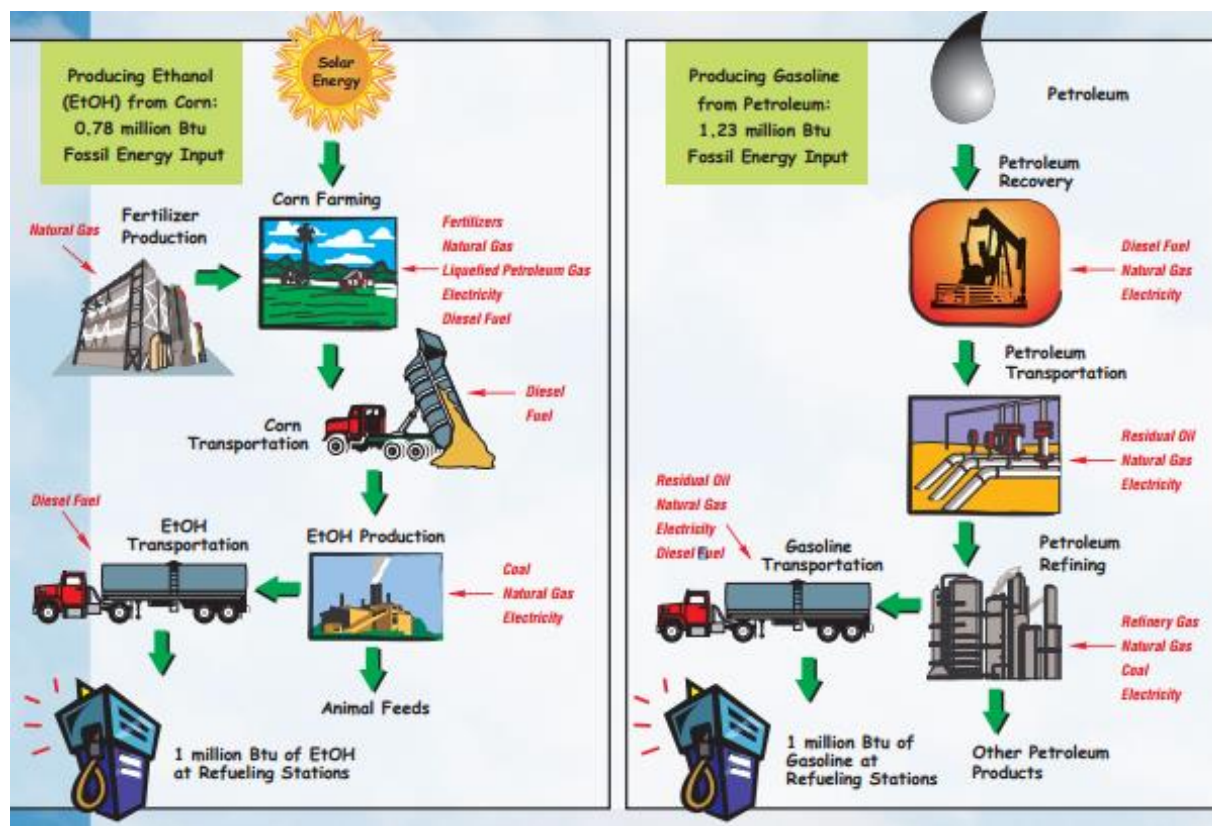 Producing Ethanol
(EtOH) from Corn:
0.78 million Btu
Fossil Energy Input
Solar
Energy
Corn Farming
Natural Gas
Fertilizer
Production
Fertilizers
Natural Gas
Liquefied Petroleum Gas
Electricity
Diesel Fuel
Diesel
Fuel
Corn
Transportation
Diesel Fuel
EtOH
Transportation
EtOH Production
Coal
Natural Gas
Electricity
Animal Feeds
1 million Btu of EtOH
at Refueling Stations
Producing Gasoline
from Petroleum:
1.23 million Btu
Fossil Energy Input
Petroleum
Petroleum
Recovery
Diesel Fuel
Natural Gas
Electricity
Petroleum
Transportation
Residual Oil
Natural Gas
Electricity
Residual Oil
Natural Gas
Electricity
Diesel Fuel
Gasoline
Transportation
Petroleum
Refining
Refinery Gas
Natural Gas
Coal
Electricity
1 million Btu of
Gasoline at
Refueling Stations
Other Petroleum
Products